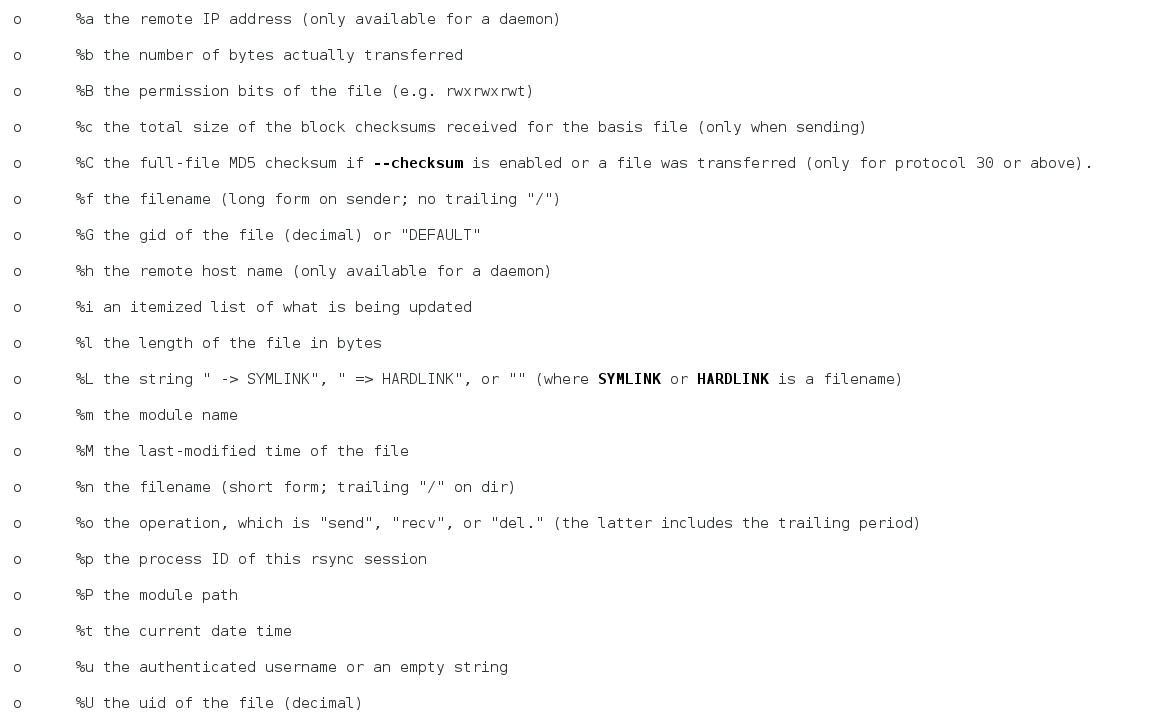 o %a the remote IP address (only available for a daemon)
o %b the number of bytes actually transferred
o %B the permission bits of the file (e.g. rwxrwxrwt)
o %c the total size of the block checksums received for the basis file (only when sending)
o %C the full-file MD5 checksum if --checksum is enabled or a file was transferred (only for protocol 30 or above).
o %f the filename (long form on sender; no trailing "/")
o %G the gid of the file (decimal) or "DEFAULT"
o %h the remote host name (only available for a daemon)
o %i an itemized list of what is being updated
o %l the length of the file in bytes
o %L the string " -> SYMLINK", " => HARDLINK", or "" (where SYMLINK or HARDLINK is a filename)
o %m the module name
o %M the last-modified time of the file
o %n the filename (short form; trailing "/" on dir)
o %o the operation, which is "send", "recv", or "del." (the latter includes the trailing period)
o %p the process ID of this rsync session
o %P the module path
o %t the current date time
o %u the authenticated username or an empty string
o %U the uid of the file (decimal)